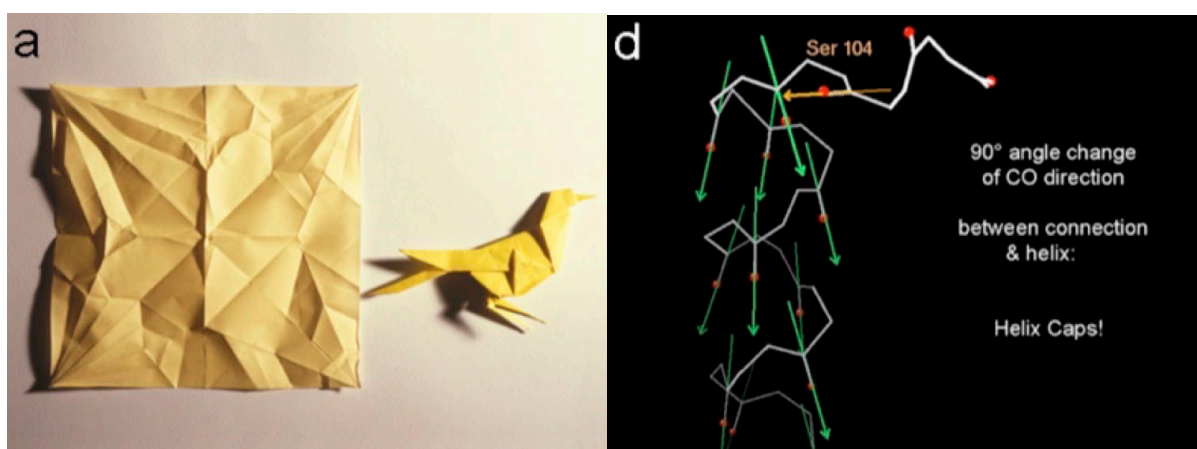 a
d
Ser 104
90° angle change
of CO direction
between connection
& helix:
Helix Caps!